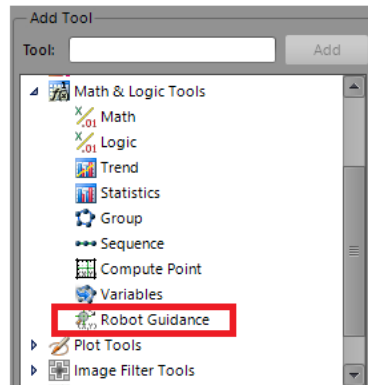 Add Tool
Tool: Add
Math & Logic Tools
Math
Logic
Trend
Statistics
Group
Sequence
Compute Point
Variables
Robot Guidance
Plot Tools
Image Filter Tools